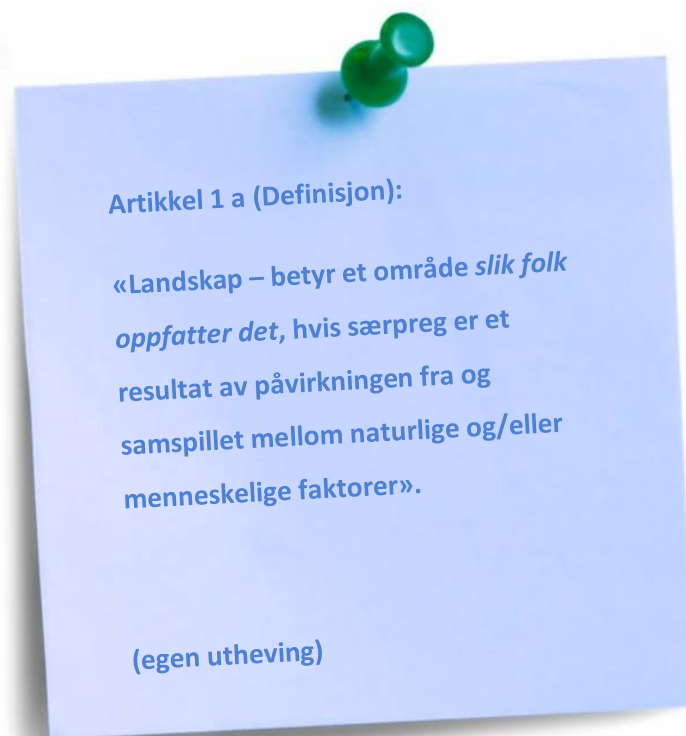 Artikkel 1 a (Definisjon):
«Landskap – betyr et område slik folk
oppfatter det, hvis særpreg er et
resultat av påvirkningen fra og
samspillet mellom naturlige og/eller
menneskelige faktorer».
(egen utheving)